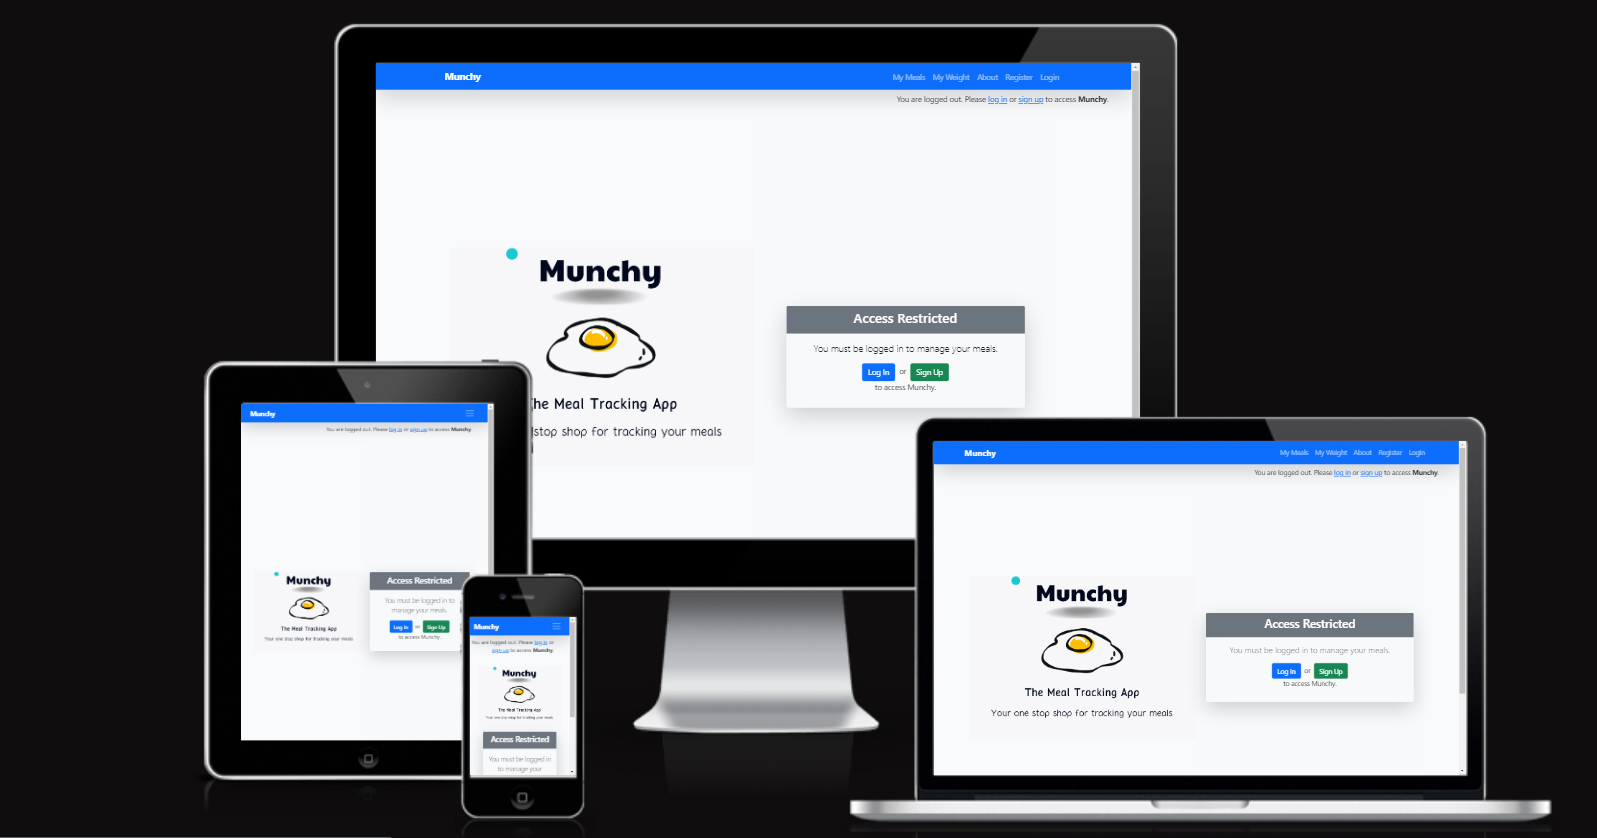 Munchy
My Meals My Weight About Register Login
You are logged out. Please log in or sign up to access Munchy.
Munchy
The Meal Tracking App
stop shop for tracking your meals
Access Restricted
You must be logged in to manage your meals.
Log In or Sign Up
to access Munchy.
Munchy
You are logged out. Please log in or sign up to access Munchy.
Munchy
The Meal Tracking App
Your one stop shop for tracking your meals
Access Restricted
You must be logged in to
manage your meals.
Log In or Sign Up
to access Munchy.
Munchy
You are logged out. Please log in or
sign up to access Munchy.
Munchy
The Meal Tracking App
Your one stop shop for tracking your meals
Access Restricted
You must be logged in
to manage your
Munchy
My Meals My Weight About Register Login
You are logged out. Please log in or sign up to access Munchy.
Munchy
The Meal Tracking App
Your one stop shop for tracking your meals
Access Restricted
You must be logged in to manage your meals.
Log In or Sign Up
to access Munchy.